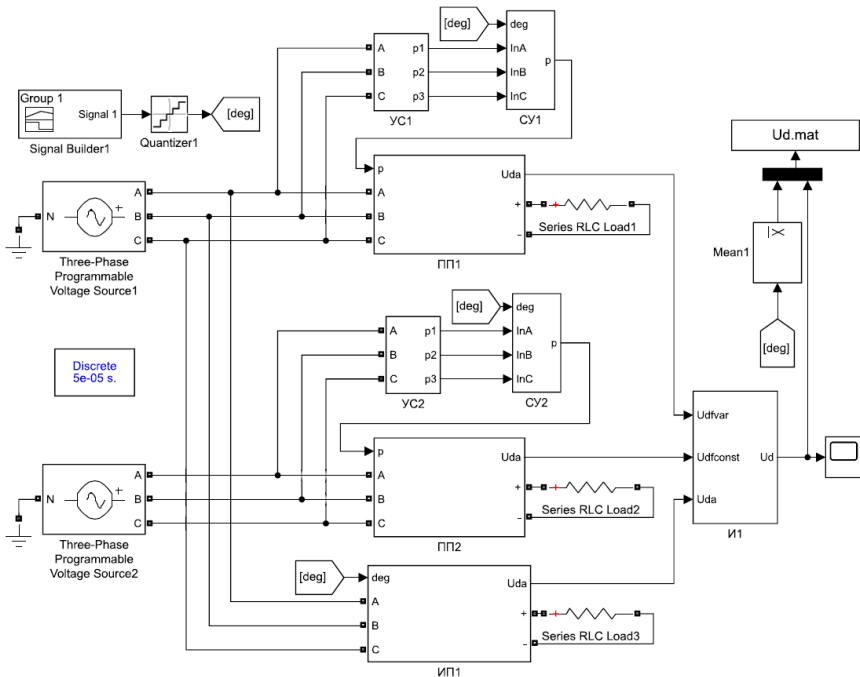 [deg]
deg
InA
InB
InC
p
СУ1
A
B
C
p1
p2
p3
УС1
Group 1
Signal 1
Signal Builder1
Quantizer1
[deg]
Ud.mat
Mean1
[deg]
N
A
B
C
+
Three-Phase
Programmable
Voltage Source1
p
A
B
C
Uda
+
-
ПП1
+
Series RLC Load1
Discrete
5e-05 s.
[deg]
deg
InA
InB
InC
p
СУ2
A
B
C
p1
p2
p3
УС2
Udfvar
Udfconst
Uda
Ud
И1
N
A
B
C
+
Three-Phase
Programmable
Voltage Source2
p
A
B
C
Uda
+
-
ПП2
+
Series RLC Load2
[deg]
deg
A
B
C
Uda
+
-
ИП1
+
Series RLC Load3